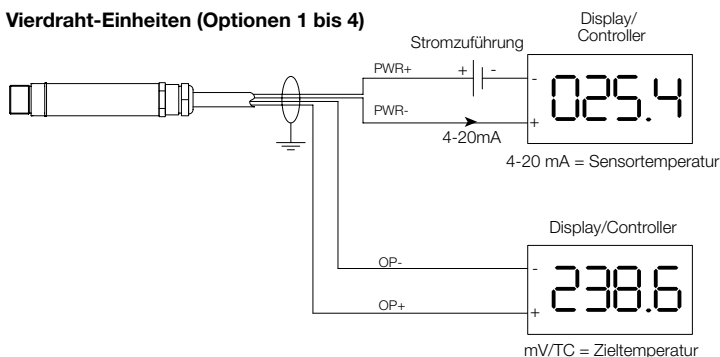 Vierdraht-Einheiten (Optionen 1 bis 4)
Stromzuführung
Display/
Controller
PWR+
+ -
-
025.4
PWR-
+
4-20mA
4-20 mA = Sensortemperatur
Display/Controller
OP-
-
238.6
OP+
+
mV/TC = Zieltemperatur